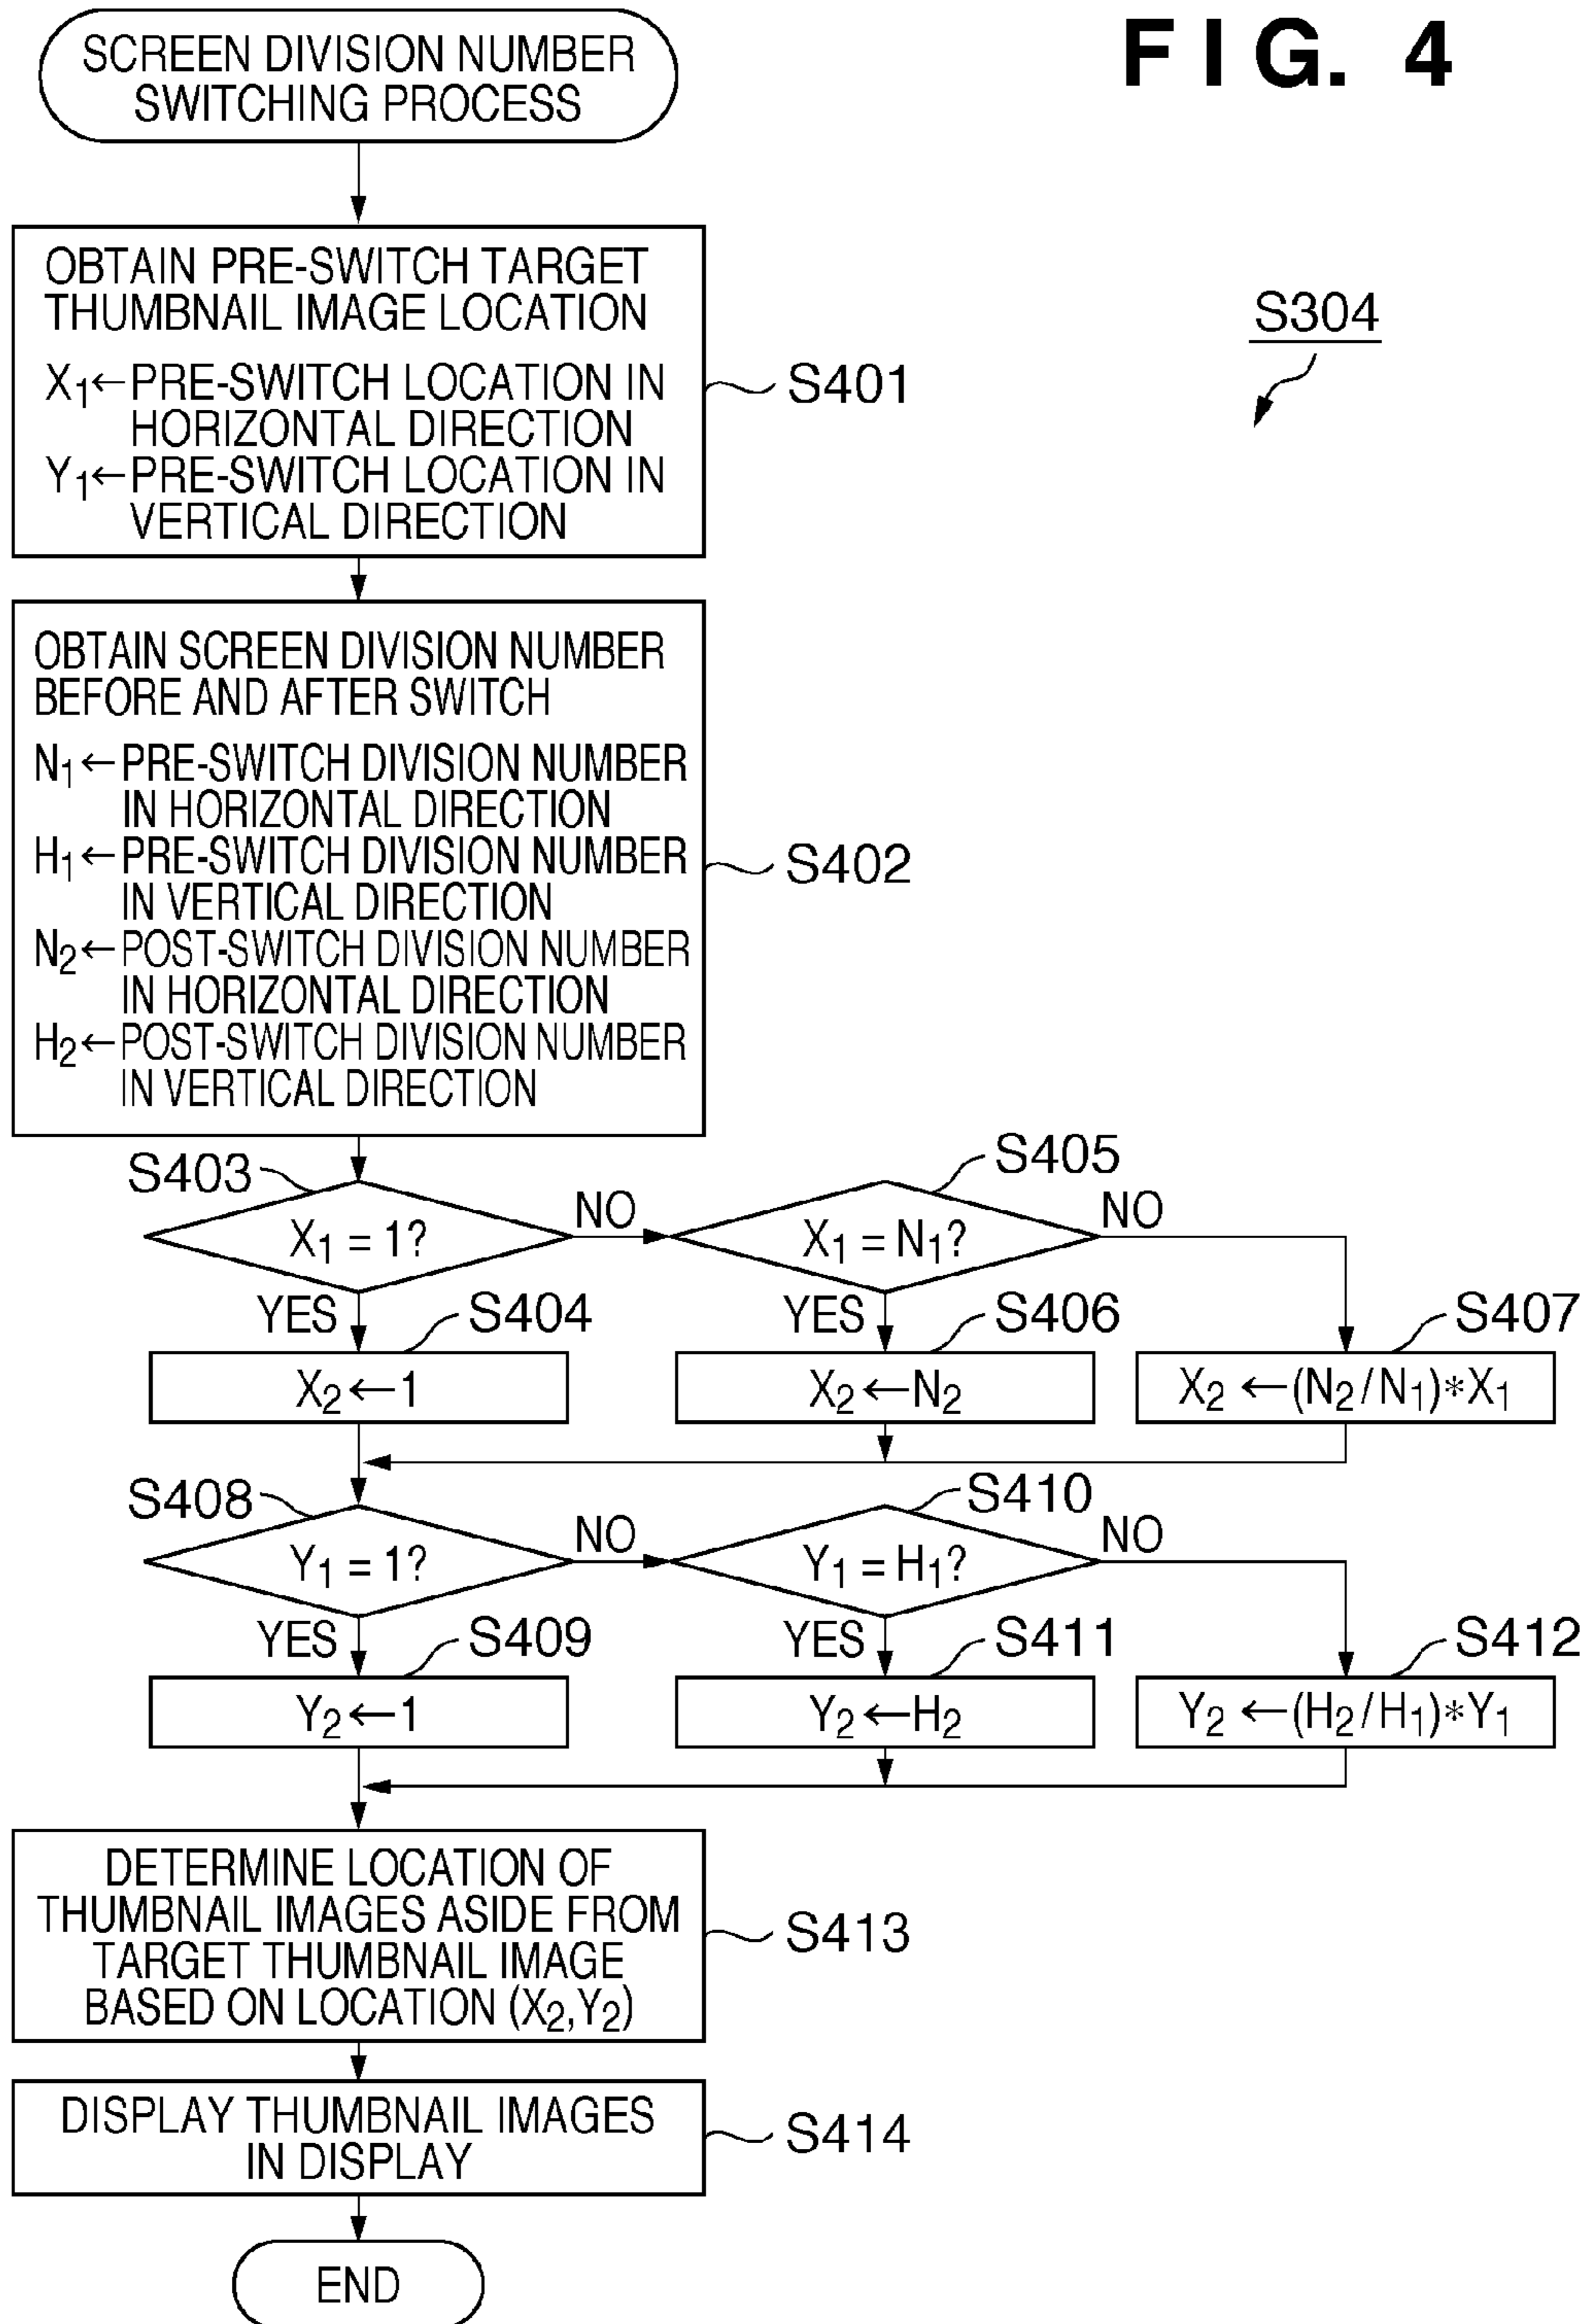 FIG. 4
SCREEN DIVISION NUMBER
SWITCHING PROCESS
OBTAIN PRE-SWITCH TARGET
THUMBNAIL IMAGE LOCATION
X₁←PRE-SWITCH LOCATION IN
HORIZONTAL DIRECTION
Y₁←PRE-SWITCH LOCATION IN
VERTICAL DIRECTION
S401
S304
OBTAIN SCREEN DIVISION NUMBER
BEFORE AND AFTER SWITCH
N₁←PRE-SWITCH DIVISION NUMBER
IN HORIZONTAL DIRECTION
H₁←PRE-SWITCH DIVISION NUMBER
IN VERTICAL DIRECTION
N₂←POST-SWITCH DIVISION NUMBER
IN HORIZONTAL DIRECTION
H₂←POST-SWITCH DIVISION NUMBER
IN VERTICAL DIRECTION
S402
S403
X₁ = 1?
NO
S405
X₁ = N₁?
NO
YES
S404
X₂←1
YES
S406
X₂←N₂
S407
X₂ ←(N₂/N₁)*X₁
S408
Y₁ = 1?
NO
S410
Y₁ = H₁?
NO
YES
S409
Y₂←1
YES
S411
Y₂←H₂
S412
Y₂ ←(H₂/H₁)*Y₁
DETERMINE LOCATION OF
THUMBNAIL IMAGES ASIDE FROM
TARGET THUMBNAIL IMAGE
BASED ON LOCATION (X₂,Y₂)
S413
DISPLAY THUMBNAIL IMAGES
IN DISPLAY
S414
END